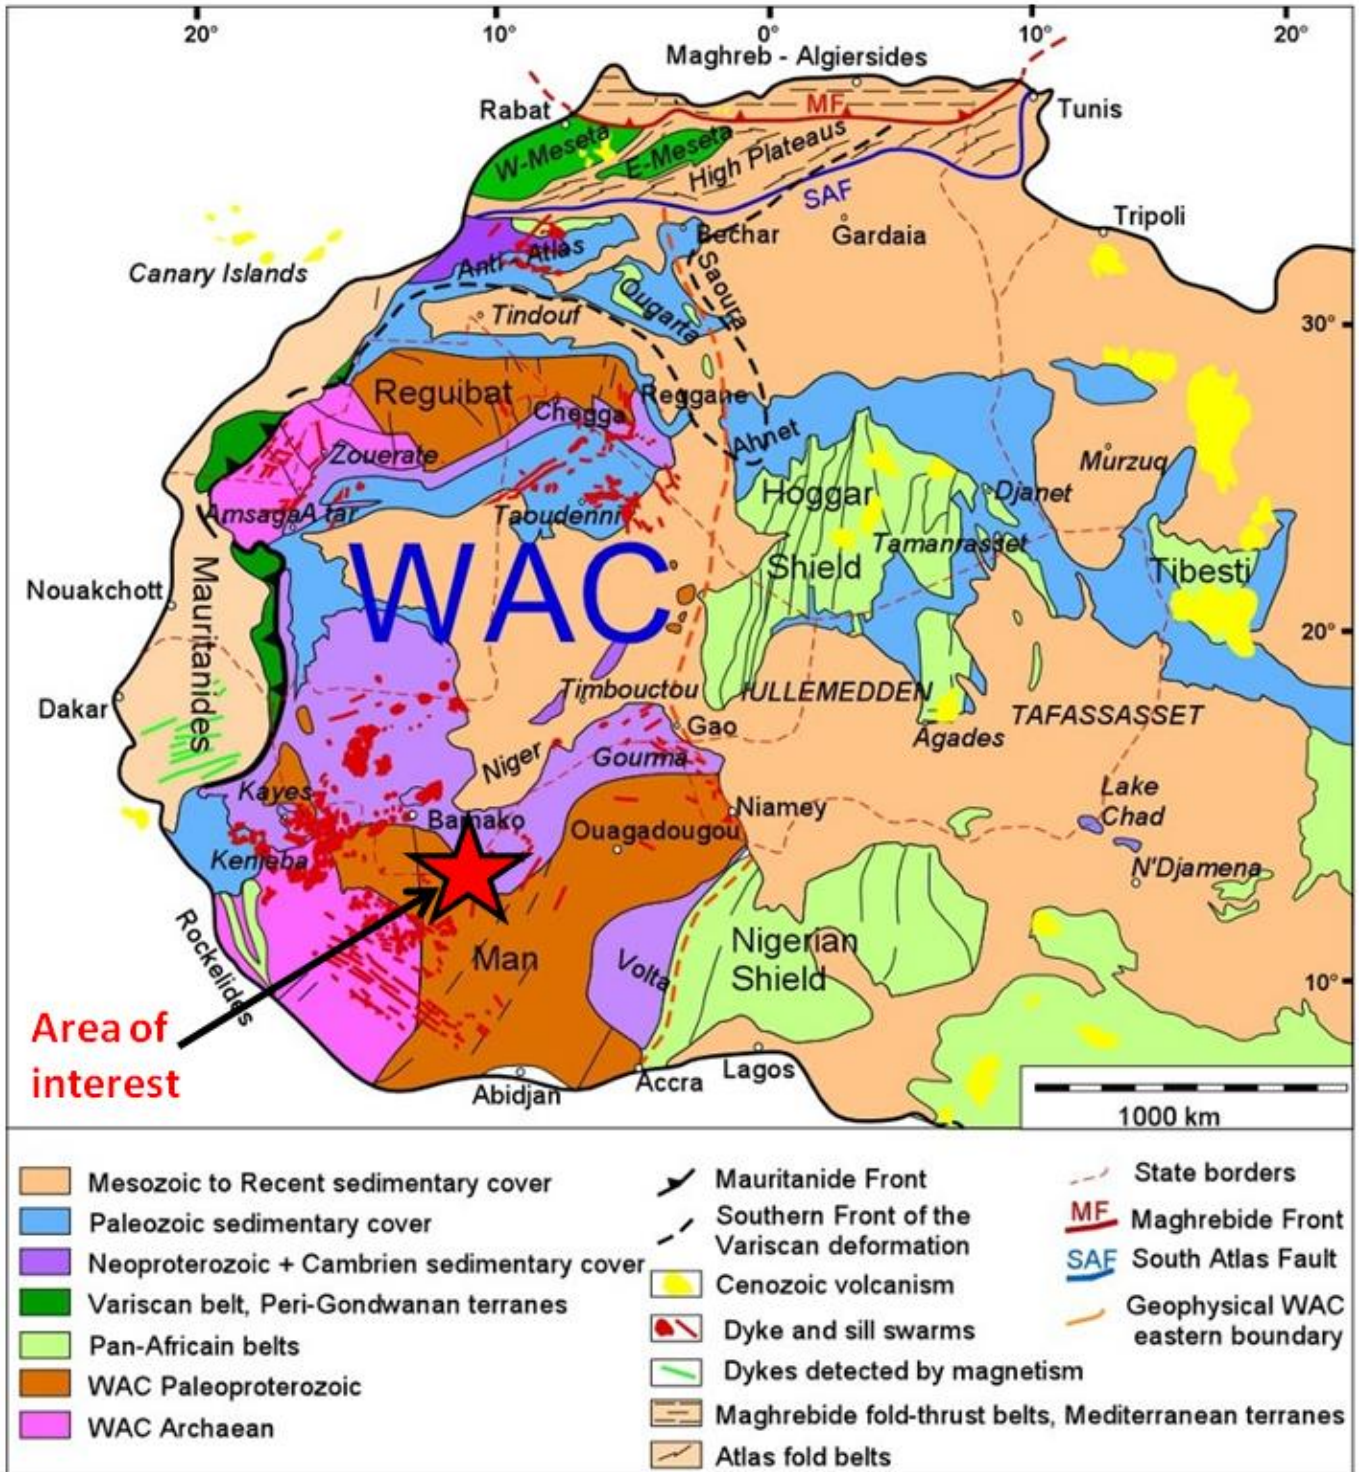 20°
10°
0°
10°
20°
Maghreb - Algiersides
Rabat
MF
Tunis
W-Meseta
E-Meseta
High Plateaus
SAF
Tripoli
Bechar
Gardaia
Canary Islands
Anti - Atlas
Saoura
Ougarta
Tindouf
30°
Reguibat
Reggane
Chegga
Ahnet
Zouerate
Murzuq
Hoggar
Shield
Djanet
Amsaga
Atar
Taoudenni
Tamanrasset
WAC
Tibesti
Nouakchott
Mauritanides
20°
Dakar
Timbouctou
IULLEMEDDEN
TAFASSASSET
Gao
Agades
Niger
Gourma
Kayes
Lake
Chad
Bamako
Niamey
Ouagadougou
Kenieba
N'Djamena
Rockelides
Man
Volta
Nigerian
Shield
10°
Area of
interest
Abidjan
Accra
Lagos
1000 km
Mesozoic to Recent sedimentary cover
Paleozoic sedimentary cover
Neoproterozoic + Cambrien sedimentary cover
Variscan belt, Peri-Gondwanan terranes
Pan-Africain belts
WAC Paleoproterozoic
WAC Archaean
Mauritanide Front
Southern Front of the
Variscan deformation
Cenozoic volcanism
Dyke and sill swarms
Dykes detected by magnetism
Maghrebide fold-thrust belts, Mediterranean terranes
Atlas fold belts
State borders
MF Maghrebide Front
SAF South Atlas Fault
Geophysical WAC
eastern boundary